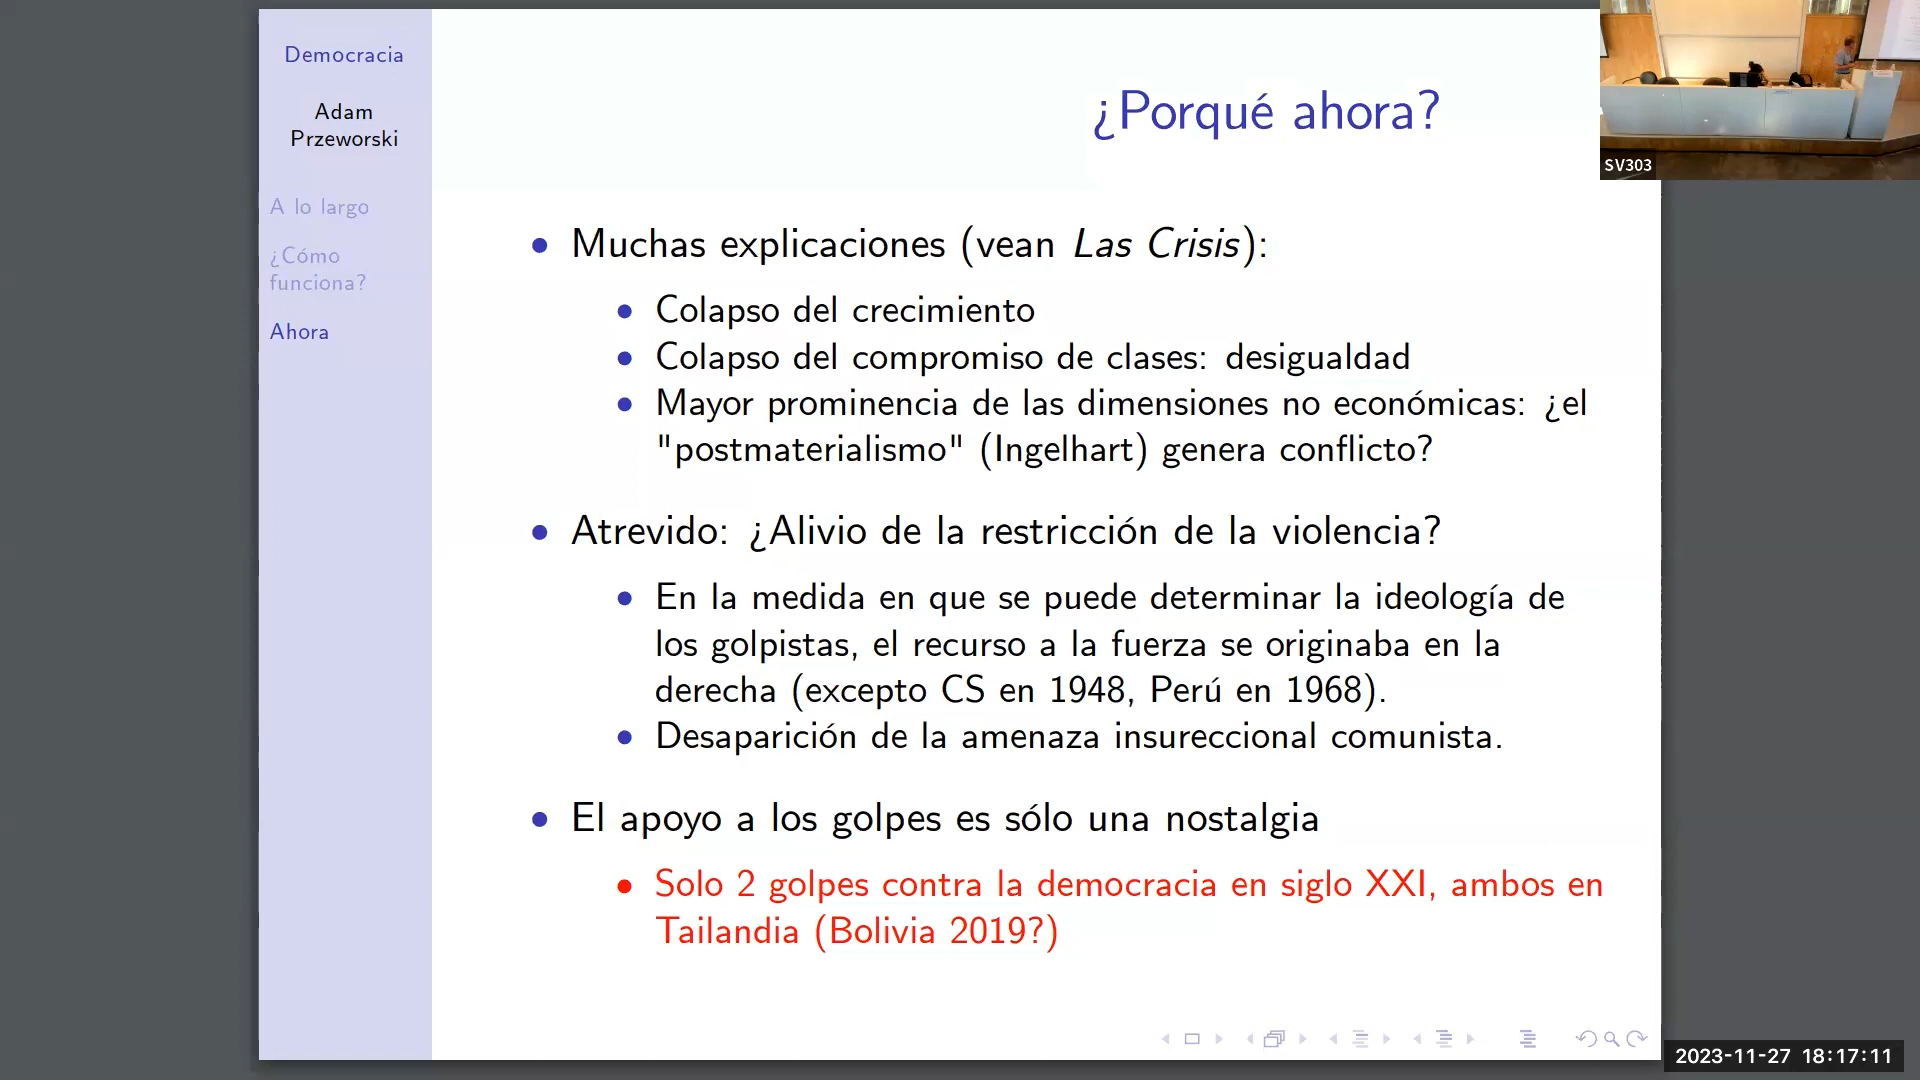 Democracia
Adam
Przeworski
A lo largo
¿Cómo
funciona?
Ahora
¿Porqué ahora?
• Muchas explicaciones (vean Las Crisis):
• Colapso del crecimiento
• Colapso del compromiso de clases: desigualdad
• Mayor prominencia de las dimensiones no económicas: ¿el
"postmaterialismo" (Ingelhart) genera conflicto?
• Atrevido: ¿Alivio de la restricción de la violencia?
• En la medida en que se puede determinar la ideología de
los golpistas, el recurso a la fuerza se originaba en la
derecha (excepto CS en 1948, Perú en 1968).
• Desaparición de la amenaza insureccional comunista.
• El apoyo a los golpes es sólo una nostalgia
• Solo 2 golpes contra la democracia en siglo XXI, ambos en
Tailandia (Bolivia 2019?)
SV303
2023-11-27 18:17:11